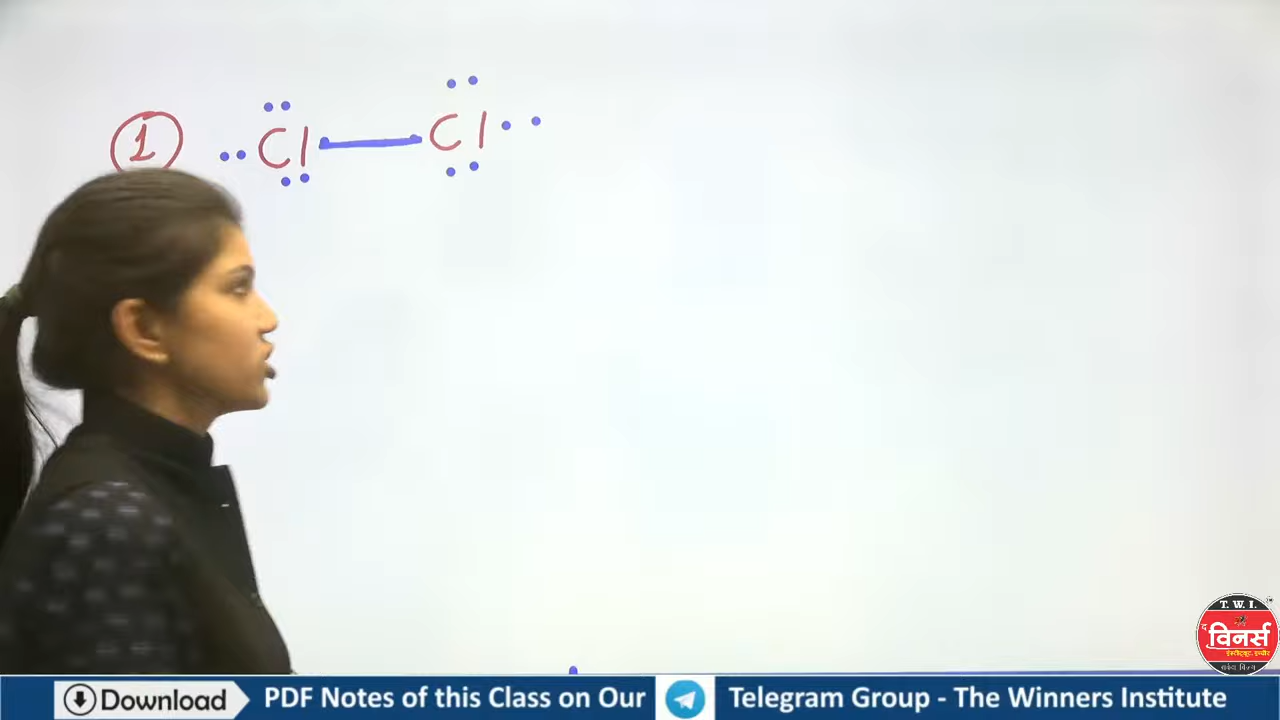 1 Cl — Cl
T. W. I.
द विनर्स
Download PDF Notes of this Class on Our Telegram Group - The Winners Institute